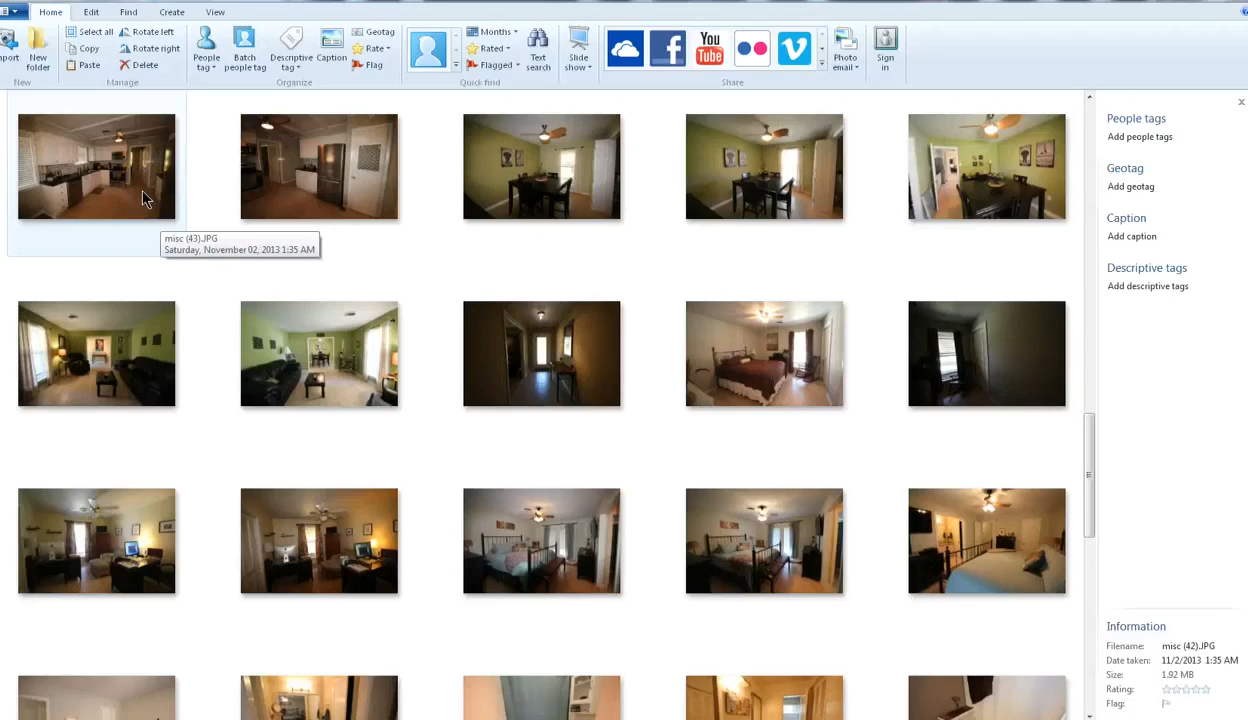 Home Edit Find Create View
Select all Rotate left
Copy Rotate right
Paste Delete
New folder
Manage
New
People tag
Batch people tag
Descriptive tag
Caption
Geotag
Rate
Flag
Organize
Months
Rated
Flagged
Text search
Quick find
Slide show
You Tube
Share
Photo email
Sign in
misc (43).JPG
Saturday, November 02, 2013 1:35 AM
People tags
Add people tags
Geotag
Add geotag
Caption
Add caption
Descriptive tags
Add descriptive tags
Information
Filename: misc (42).JPG
Date taken: 11/2/2013 1:35 AM
Size: 1.92 MB
Rating:
Flag: